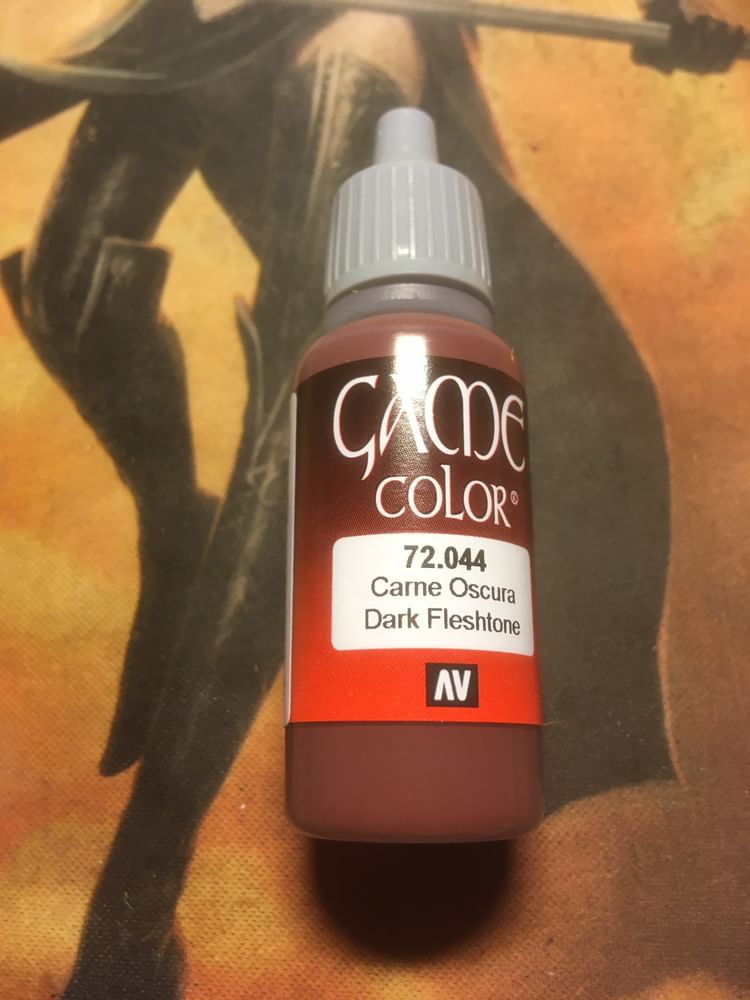 GAME
COLOR®
72.044
Carne Oscura
Dark Fleshtone
AV